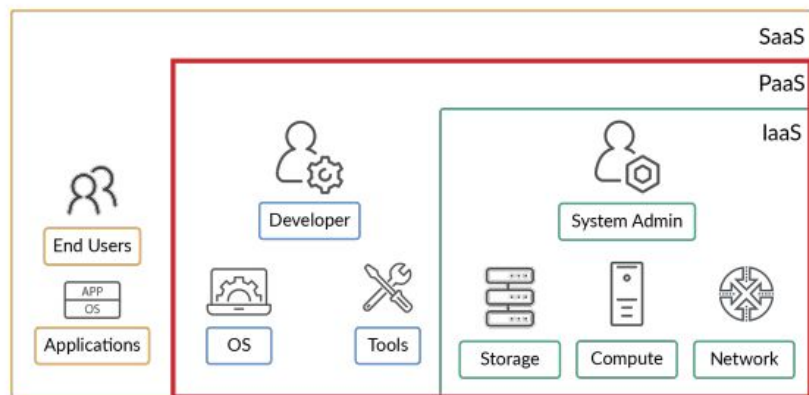 SaaS
PaaS
IaaS
Developer
System Admin
End Users
APP
OS
Applications
OS
Tools
Storage
Compute
Network